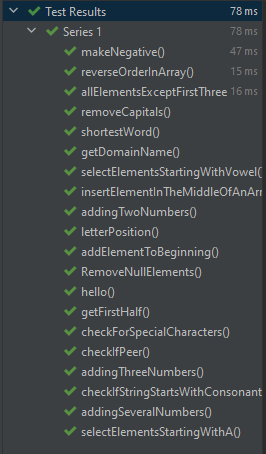 Test Results 78 ms
Series 1 78 ms
makeNegative() 47 ms
reverseOrderInArray() 15 ms
allElementsExceptFirstThree 16 ms
removeCapitals()
shortestWord()
getDomainName()
selectElementsStartingWithVowel(
insertElementInTheMiddleOfAnArr
addingTwoNumbers()
letterPosition()
addElementToBeginning()
RemoveNullElements()
hello()
getFirstHalf()
checkForSpecialCharacters()
checkIfPeer()
addingThreeNumbers()
checkIfStringStartsWithConsonant
addingSeveralNumbers()
selectElementsStartingWithA()